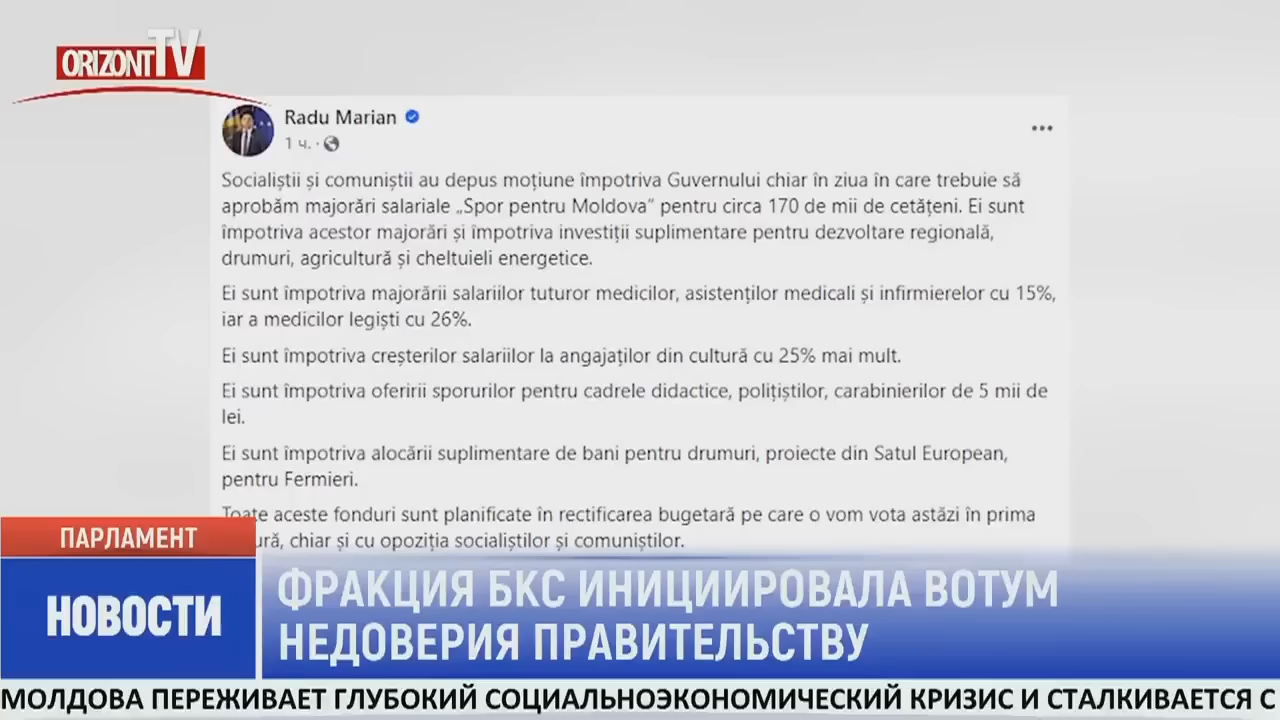 ORIZONT TV
Radu Marian
1 ч.
Socialiștii și comuniștii au depus moțiune împotriva Guvernului chiar în ziua în care trebuie să
aprobăm majorări salariale „Spor pentru Moldova” pentru circa 170 de mii de cetățeni. Ei sunt
împotriva acestor majorări și împotriva investiții suplimentare pentru dezvoltare regională,
drumuri, agricultură și cheltuieli energetice.
Ei sunt împotriva majorării salariilor tuturor medicilor, asistenților medicali și infirmierelor cu 15%,
iar a medicilor legiști cu 26%.
Ei sunt împotriva creșterilor salariilor la angajaților din cultură cu 25% mai mult.
Ei sunt împotriva oferirii sporurilor pentru cadrele didactice, polițiștilor, carabinierilor de 5 mii de
lei.
Ei sunt împotriva alocării suplimentare de bani pentru drumuri, proiecte din Satul European,
pentru Fermieri.
Toate aceste fonduri sunt planificate în rectificarea bugetară pe care o vom vota astăzi în prima
chiar și cu opoziția socialiștilor și comuniștilor.
ПАРЛАМЕНТ
НОВОСТИ
ФРАКЦИЯ БКС ИНИЦИИРОВАЛА ВОТУМ
НЕДОВЕРИЯ ПРАВИТЕЛЬСТВУ
МОЛДОВА ПЕРЕЖИВАЕТ ГЛУБОКИЙ СОЦИАЛЬНОЭКОНОМИЧЕСКИЙ КРИЗИС И СТАЛКИВАЕТСЯ С